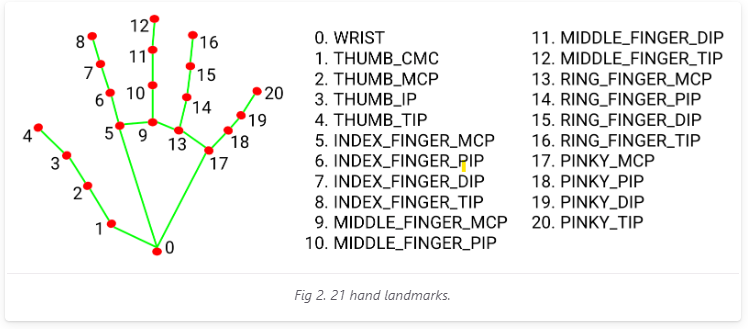 12
8
16
11
7
15
6
10
14
20
19
4
5
9
13
18
3
17
2
1
0
0. WRIST
1. THUMB_CMC
2. THUMB_MCP
3. THUMB_IP
4. THUMB_TIP
5. INDEX_FINGER_MCP
6. INDEX_FINGER_PIP
7. INDEX_FINGER_DIP
8. INDEX_FINGER_TIP
9. MIDDLE_FINGER_MCP
10. MIDDLE_FINGER_PIP
11. MIDDLE_FINGER_DIP
12. MIDDLE_FINGER_TIP
13. RING_FINGER_MCP
14. RING_FINGER_PIP
15. RING_FINGER_DIP
16. RING_FINGER_TIP
17. PINKY_MCP
18. PINKY_PIP
19. PINKY_DIP
20. PINKY_TIP
Fig 2. 21 hand landmarks.